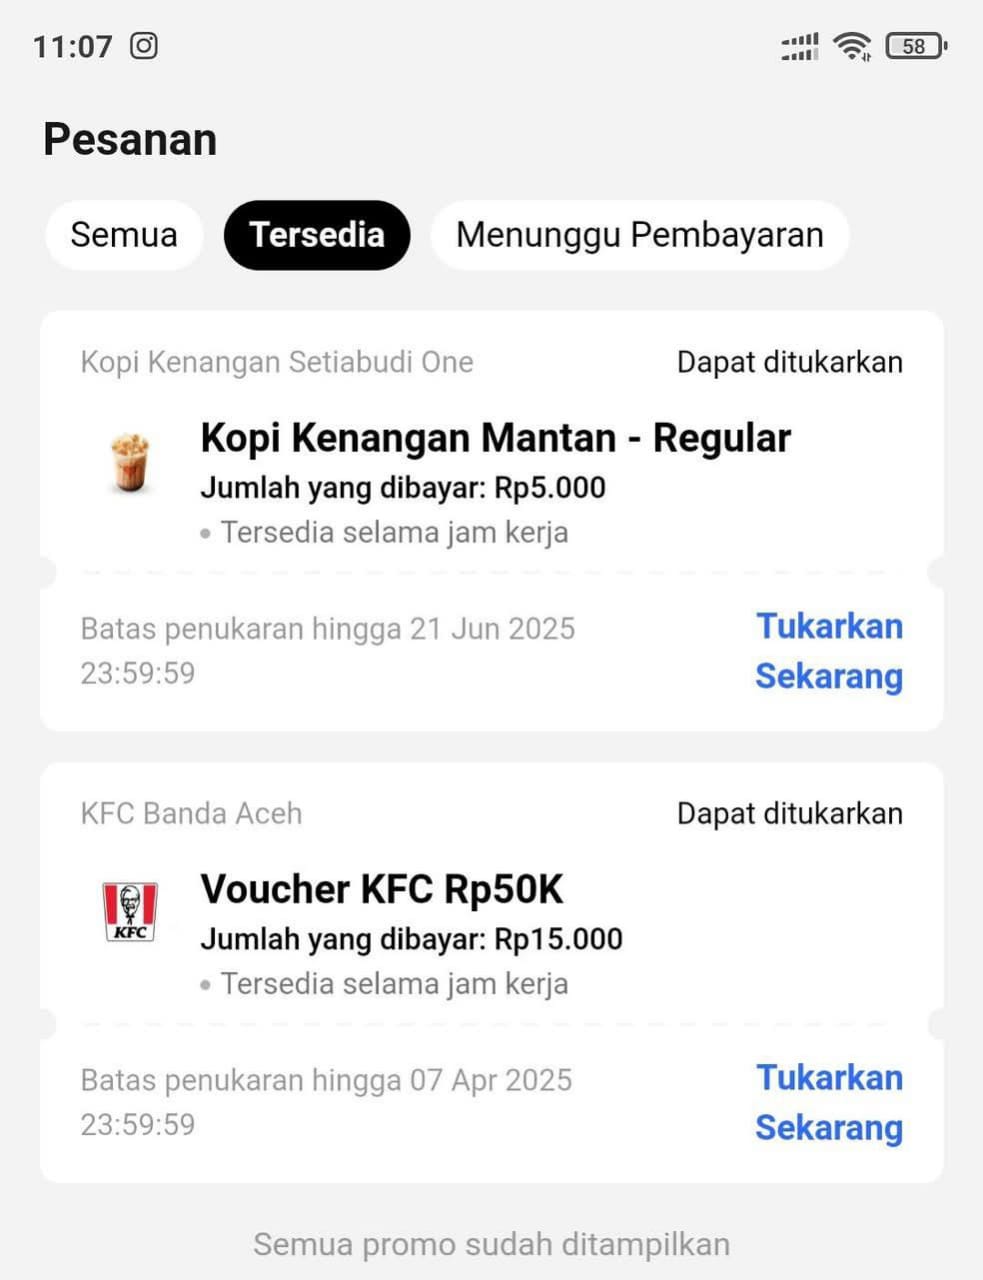 11:07
58
Pesanan
Semua
Tersedia
Menunggu Pembayaran
Kopi Kenangan Setiabudi One
Dapat ditukarkan
Kopi Kenangan Mantan - Regular
Jumlah yang dibayar: Rp5.000
• Tersedia selama jam kerja
Batas penukaran hingga 21 Jun 2025
23:59:59
Tukarkan
Sekarang
KFC Banda Aceh
Dapat ditukarkan
KFC
Voucher KFC Rp50K
Jumlah yang dibayar: Rp15.000
• Tersedia selama jam kerja
Batas penukaran hingga 07 Apr 2025
23:59:59
Tukarkan
Sekarang
Semua promo sudah ditampilkan